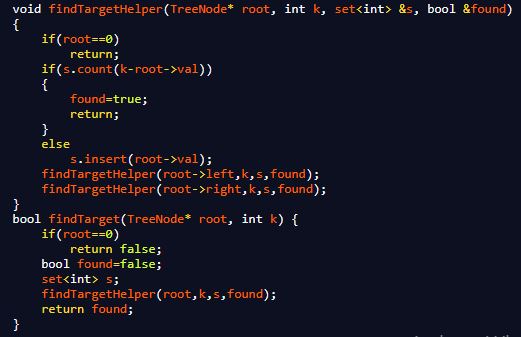 void findTargetHelper(TreeNode* root, int k, set<int> &s, bool &found)
{
    if(root==0)
        return;
    if(s.count(k-root->val))
    {
        found=true;
        return;
    }
    else
        s.insert(root->val);
    findTargetHelper(root->left,k,s,found);
    findTargetHelper(root->right,k,s,found);
}
bool findTarget(TreeNode* root, int k) {
    if(root==0)
        return false;
    bool found=false;
    set<int> s;
    findTargetHelper(root,k,s,found);
    return found;
}